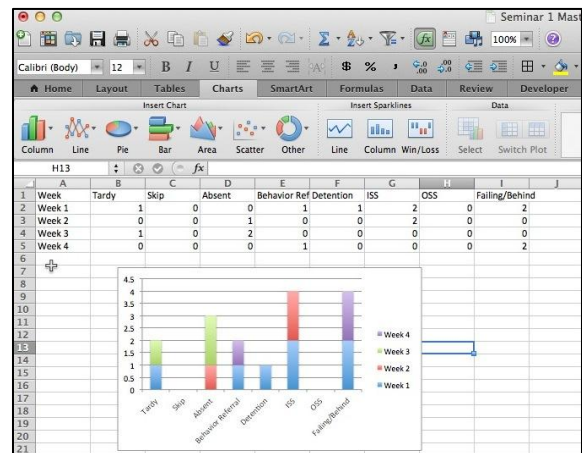 Seminar 1 Mast
100%
Calibri (Body) 12 B I U $ % ,
Home Layout Tables Charts SmartArt Formulas Data Review Developer
Insert Chart Insert Sparklines Data
Column Line Pie Bar Area Scatter Other Line Column Win/Loss Select Switch Plot
H13 fx
A B C D E F G H I J
1 Week Tardy Skip Absent Behavior Ref Detention ISS OSS Failing/Behind
2 Week 1 1 0 0 1 1 2 0 2
3 Week 2 0 0 1 0 0 2 0 0
4 Week 3 1 0 2 0 0 0 0 0
5 Week 4 0 0 0 1 0 0 0 2
6
7
8
9
10
11
12
13
14
15
16
17
18
19
20
21
4.5
4
3.5
3
2.5
2
1.5
1
0.5
0
Tardy Skip Absent Behavior Referral Detention ISS OSS Failing/Behind
Week 4
Week 3
Week 2
Week 1